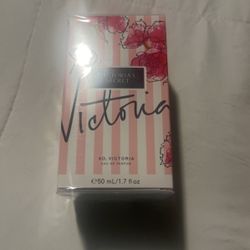 VICTORIA'S
SECRET
Victoria
XO, VICTORIA
EAU DE PARFUM
℮50 mL/1.7 fl oz